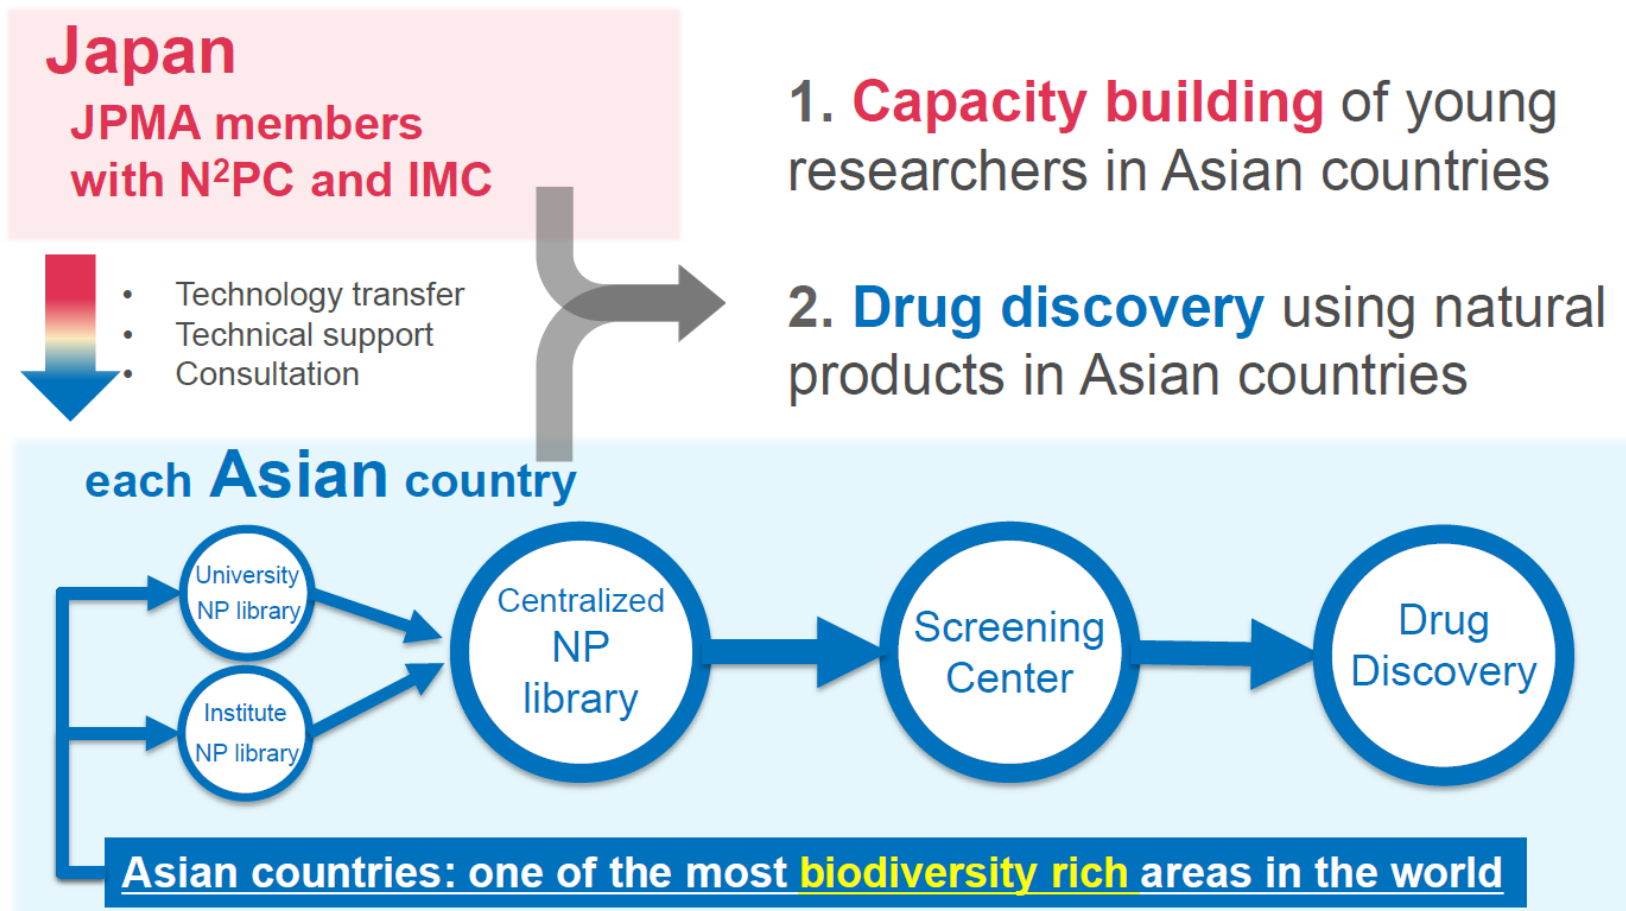 Japan
JPMA members
with N²PC and IMC
1. Capacity building of young
researchers in Asian countries
• Technology transfer
• Technical support
• Consultation
2. Drug discovery using natural
products in Asian countries
each Asian country
University
NP library
Institute
NP library
Centralized
NP
library
Screening
Center
Drug
Discovery
Asian countries: one of the most biodiversity rich areas in the world